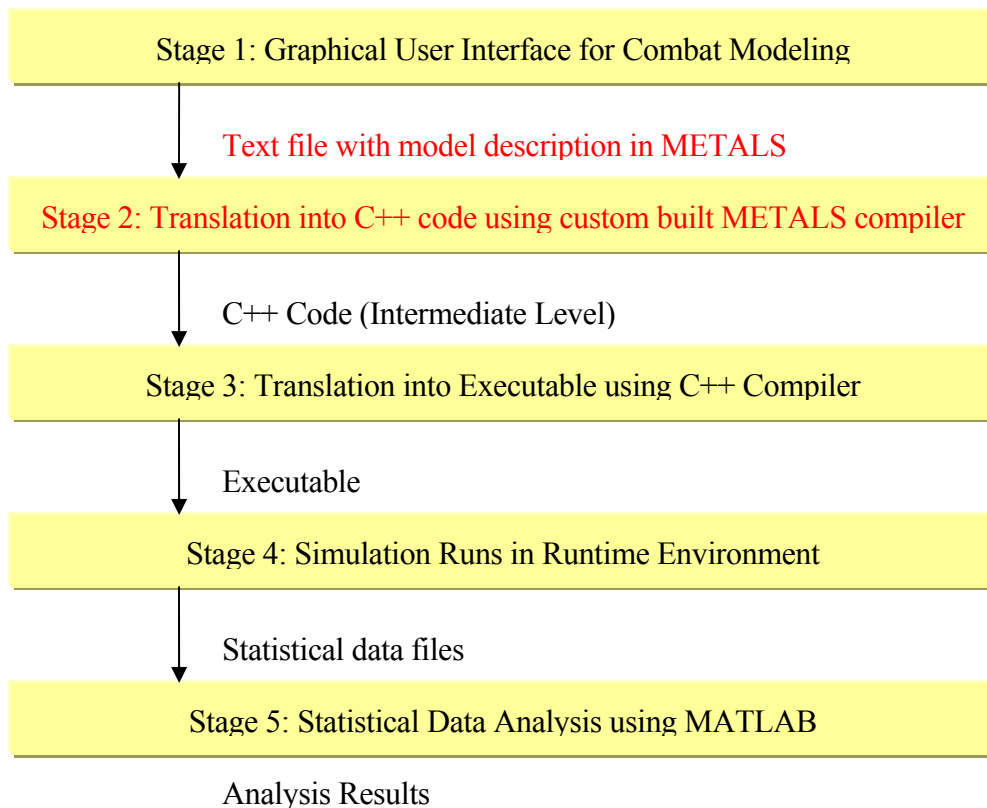 Stage 1: Graphical User Interface for Combat Modeling
Text file with model description in METALS
Stage 2: Translation into C++ code using custom built METALS compiler
C++ Code (Intermediate Level)
Stage 3: Translation into Executable using C++ Compiler
Executable
Stage 4: Simulation Runs in Runtime Environment
Statistical data files
Stage 5: Statistical Data Analysis using MATLAB
Analysis Results